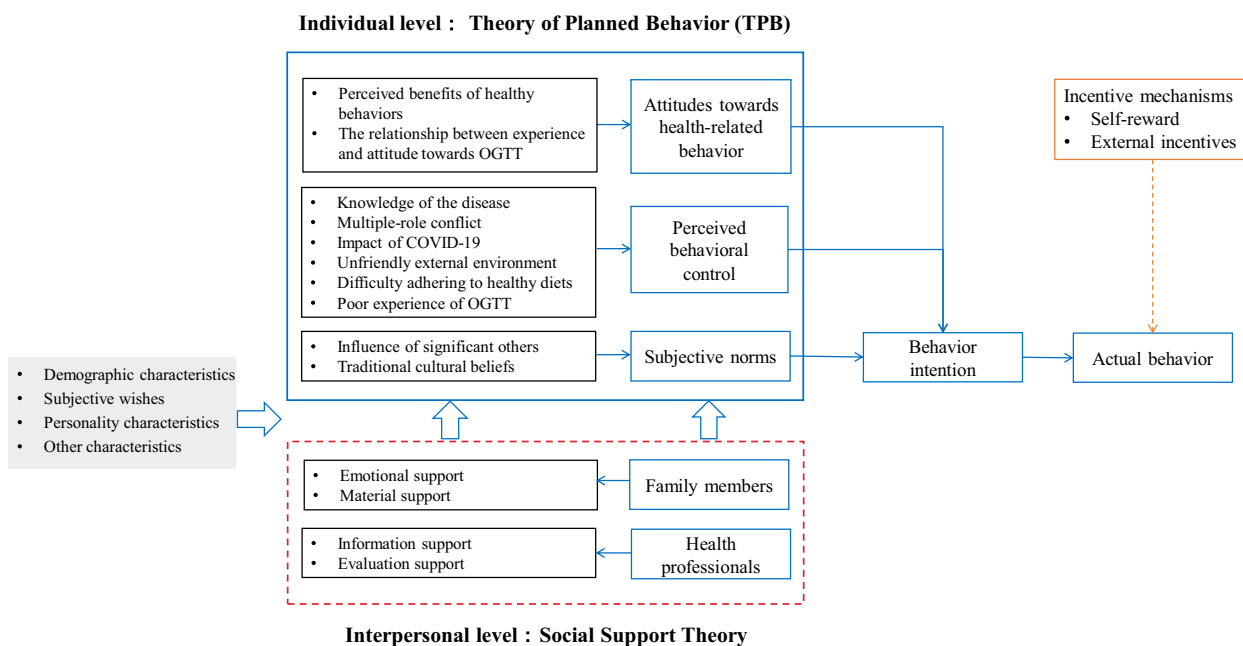 Individual level： Theory of Planned Behavior (TPB)
• Perceived benefits of healthy
behaviors
• The relationship between experience
and attitude towards OGTT
Attitudes towards
health-related
behavior
Incentive mechanisms
• Self-reward
• External incentives
• Knowledge of the disease
• Multiple-role conflict
• Impact of COVID-19
• Unfriendly external environment
• Difficulty adhering to healthy diets
• Poor experience of OGTT
Perceived
behavioral
control
• Influence of significant others
• Traditional cultural beliefs
Subjective norms
Behavior
intention
Actual behavior
• Demographic characteristics
• Subjective wishes
• Personality characteristics
• Other characteristics
• Emotional support
• Material support
Family members
• Information support
• Evaluation support
Health
professionals
Interpersonal level：Social Support Theory